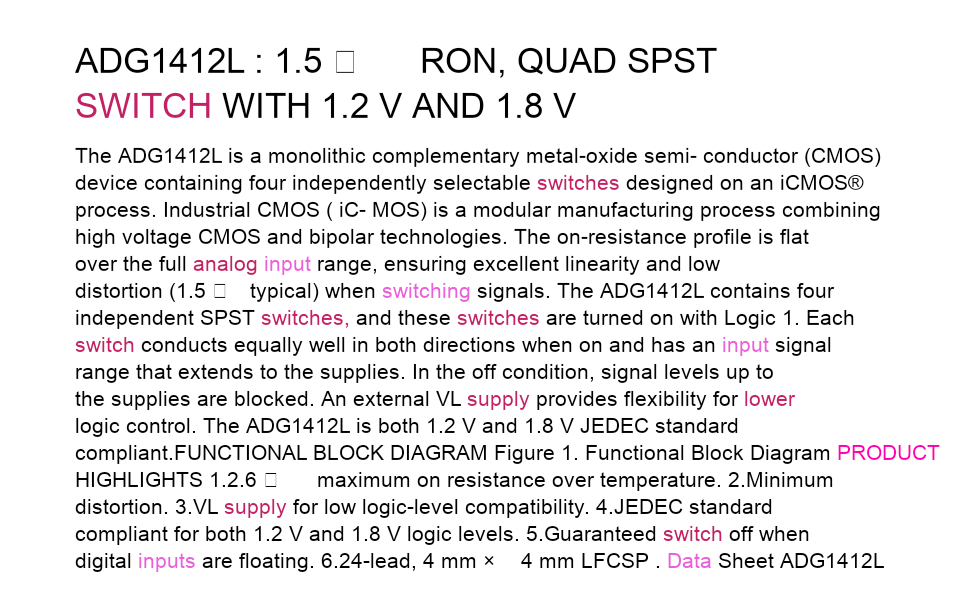 ADG1412L : 1.5 □ RON, QUAD SPST
SWITCH WITH 1.2 V AND 1.8 V
The ADG1412L is a monolithic complementary metal-oxide semi- conductor (CMOS)
device containing four independently selectable switches designed on an iCMOS®
process. Industrial CMOS ( iC- MOS) is a modular manufacturing process combining
high voltage CMOS and bipolar technologies. The on-resistance profile is flat
over the full analog input range, ensuring excellent linearity and low
distortion (1.5 □ typical) when switching signals. The ADG1412L contains four
independent SPST switches, and these switches are turned on with Logic 1. Each
switch conducts equally well in both directions when on and has an input signal
range that extends to the supplies. In the off condition, signal levels up to
the supplies are blocked. An external VL supply provides flexibility for lower
logic control. The ADG1412L is both 1.2 V and 1.8 V JEDEC standard
compliant.FUNCTIONAL BLOCK DIAGRAM Figure 1. Functional Block Diagram PRODUCT
HIGHLIGHTS 1.2.6 □ maximum on resistance over temperature. 2.Minimum
distortion. 3.VL supply for low logic-level compatibility. 4.JEDEC standard
compliant for both 1.2 V and 1.8 V logic levels. 5.Guaranteed switch off when
digital inputs are floating. 6.24-lead, 4 mm × 4 mm LFCSP . Data Sheet ADG1412L